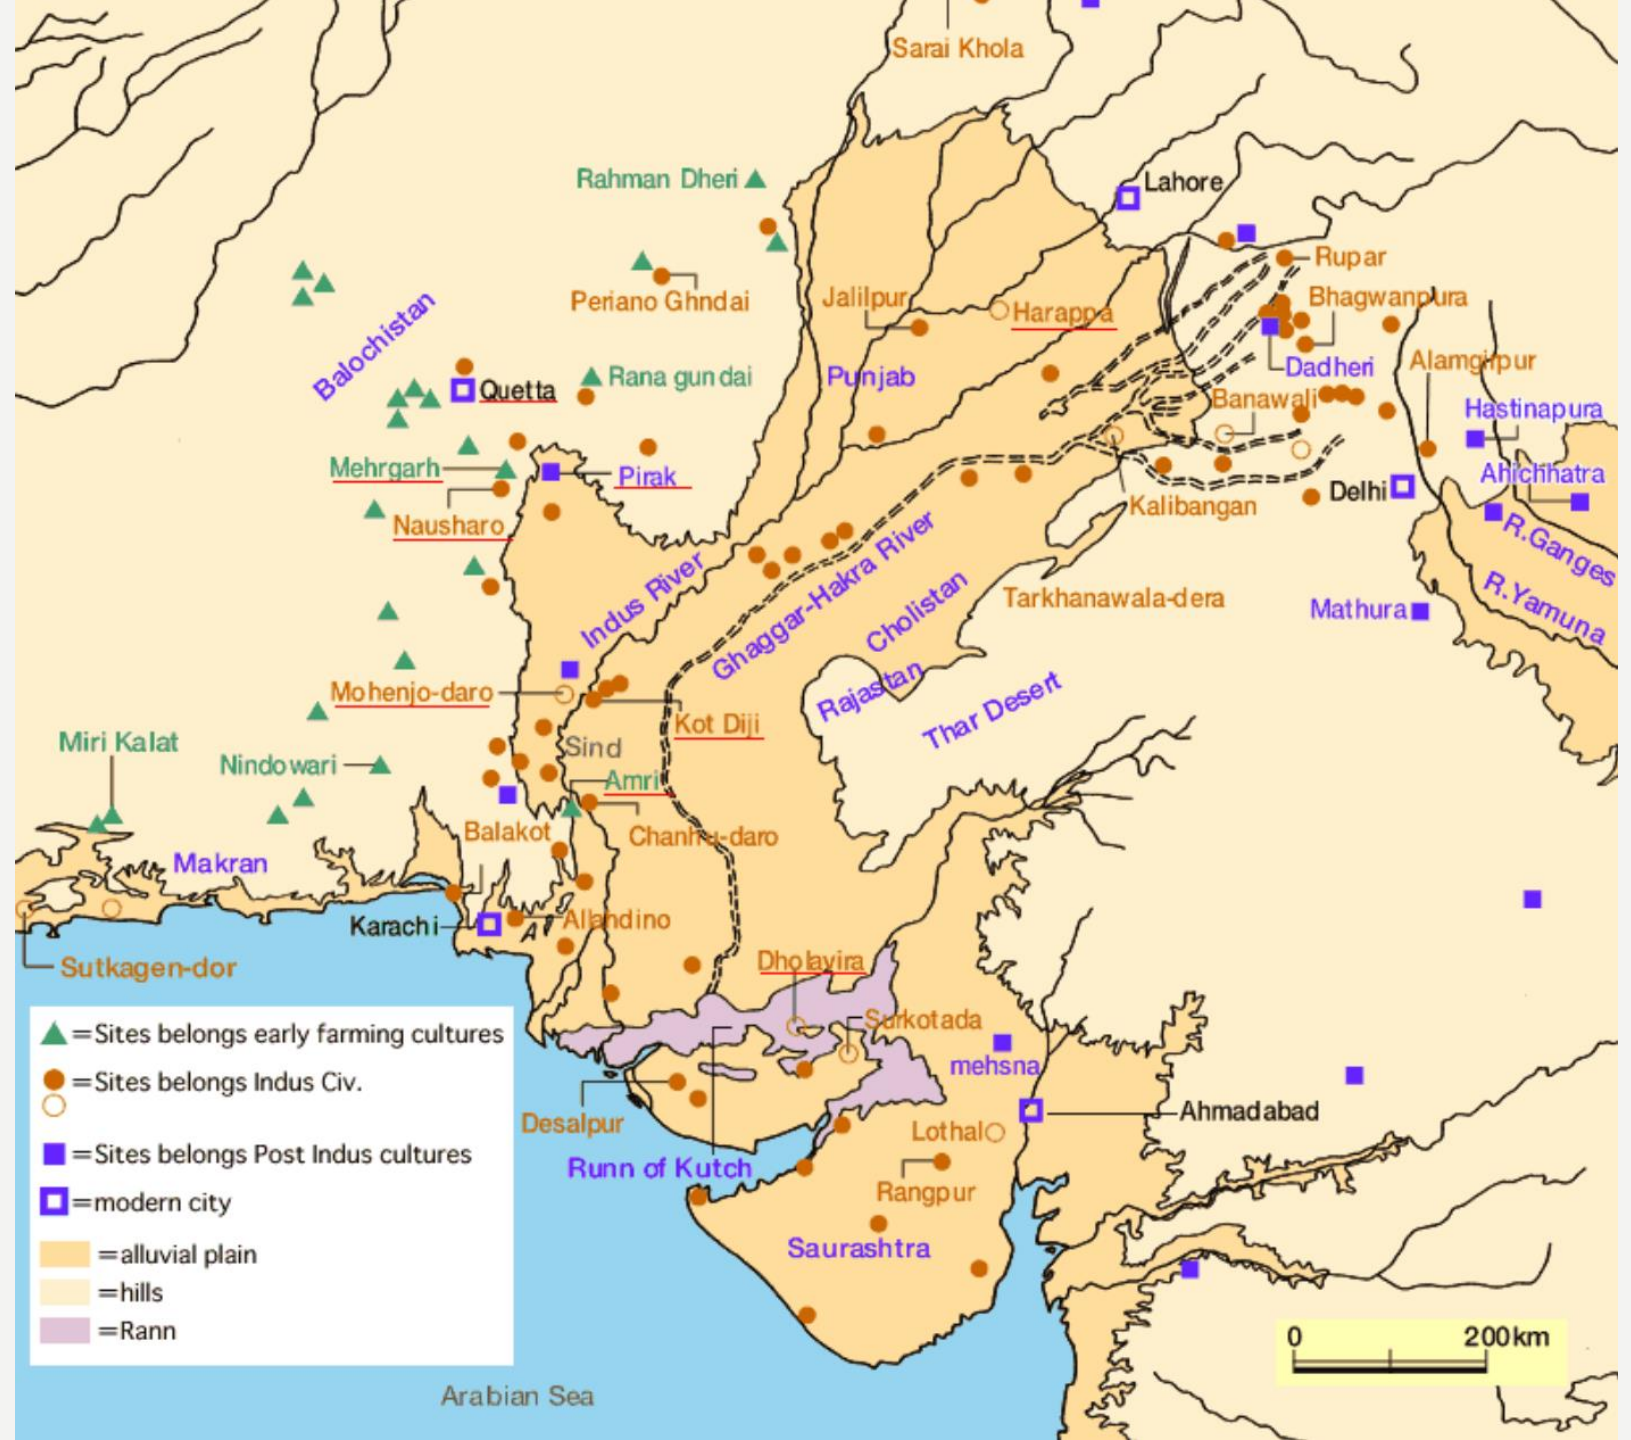 Sarai Khola
Rahman Dheri
Lahore
Rupar
Periano Ghndai
Jalilpur
Harappa
Bhagwanpura
Balochistan
Quetta
Rana gundai
Punjab
Dadheri
Alamgirpur
Banawali
Hastinapura
Mehrgarh
Pirak
Ahichhatra
Nausharo
Kalibangan
Delhi
R.Ganges
Indus River
Ghaggar-Hakra River
Cholistan
Tarkhanawala-dera
Mathura
R.Yamuna
Mohenjo-daro
Rajastan
Thar Desert
Kot Diji
Miri Kalat
Nindowari
Sind
Amri
Balakot
Chanhu-daro
Makran
Karachi
Allahdino
Sutkagen-dor
Dholavira
Surkotada
mehsna
Desalpur
Ahmadabad
Lothal
Runn of Kutch
Rangpur
Saurashtra
=Sites belongs early farming cultures
=Sites belongs Indus Civ.
=Sites belongs Post Indus cultures
=modern city
=alluvial plain
=hills
=Rann
0 200km
Arabian Sea